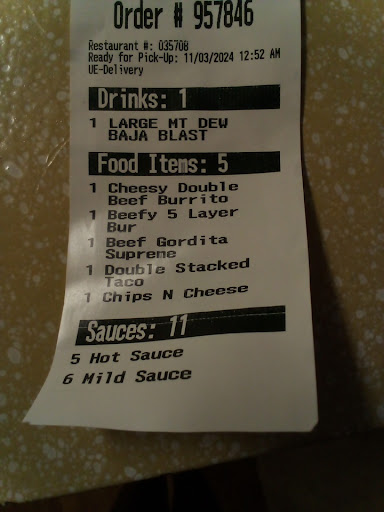 Order # 957846
Restaurant #: 035708
Ready for Pick-Up: 11/03/2024 12:52 AM
UE-Delivery
Drinks: 1
1 LARGE MT DEW
BAJA BLAST
Food Items: 5
1 Cheesy Double
Beef Burrito
1 Beefy 5 Layer
Bur
1 Beef Gordita
Supreme
1 Double Stacked
Taco
1 Chips N Cheese
Sauces: 11
5 Hot Sauce
6 Mild Sauce